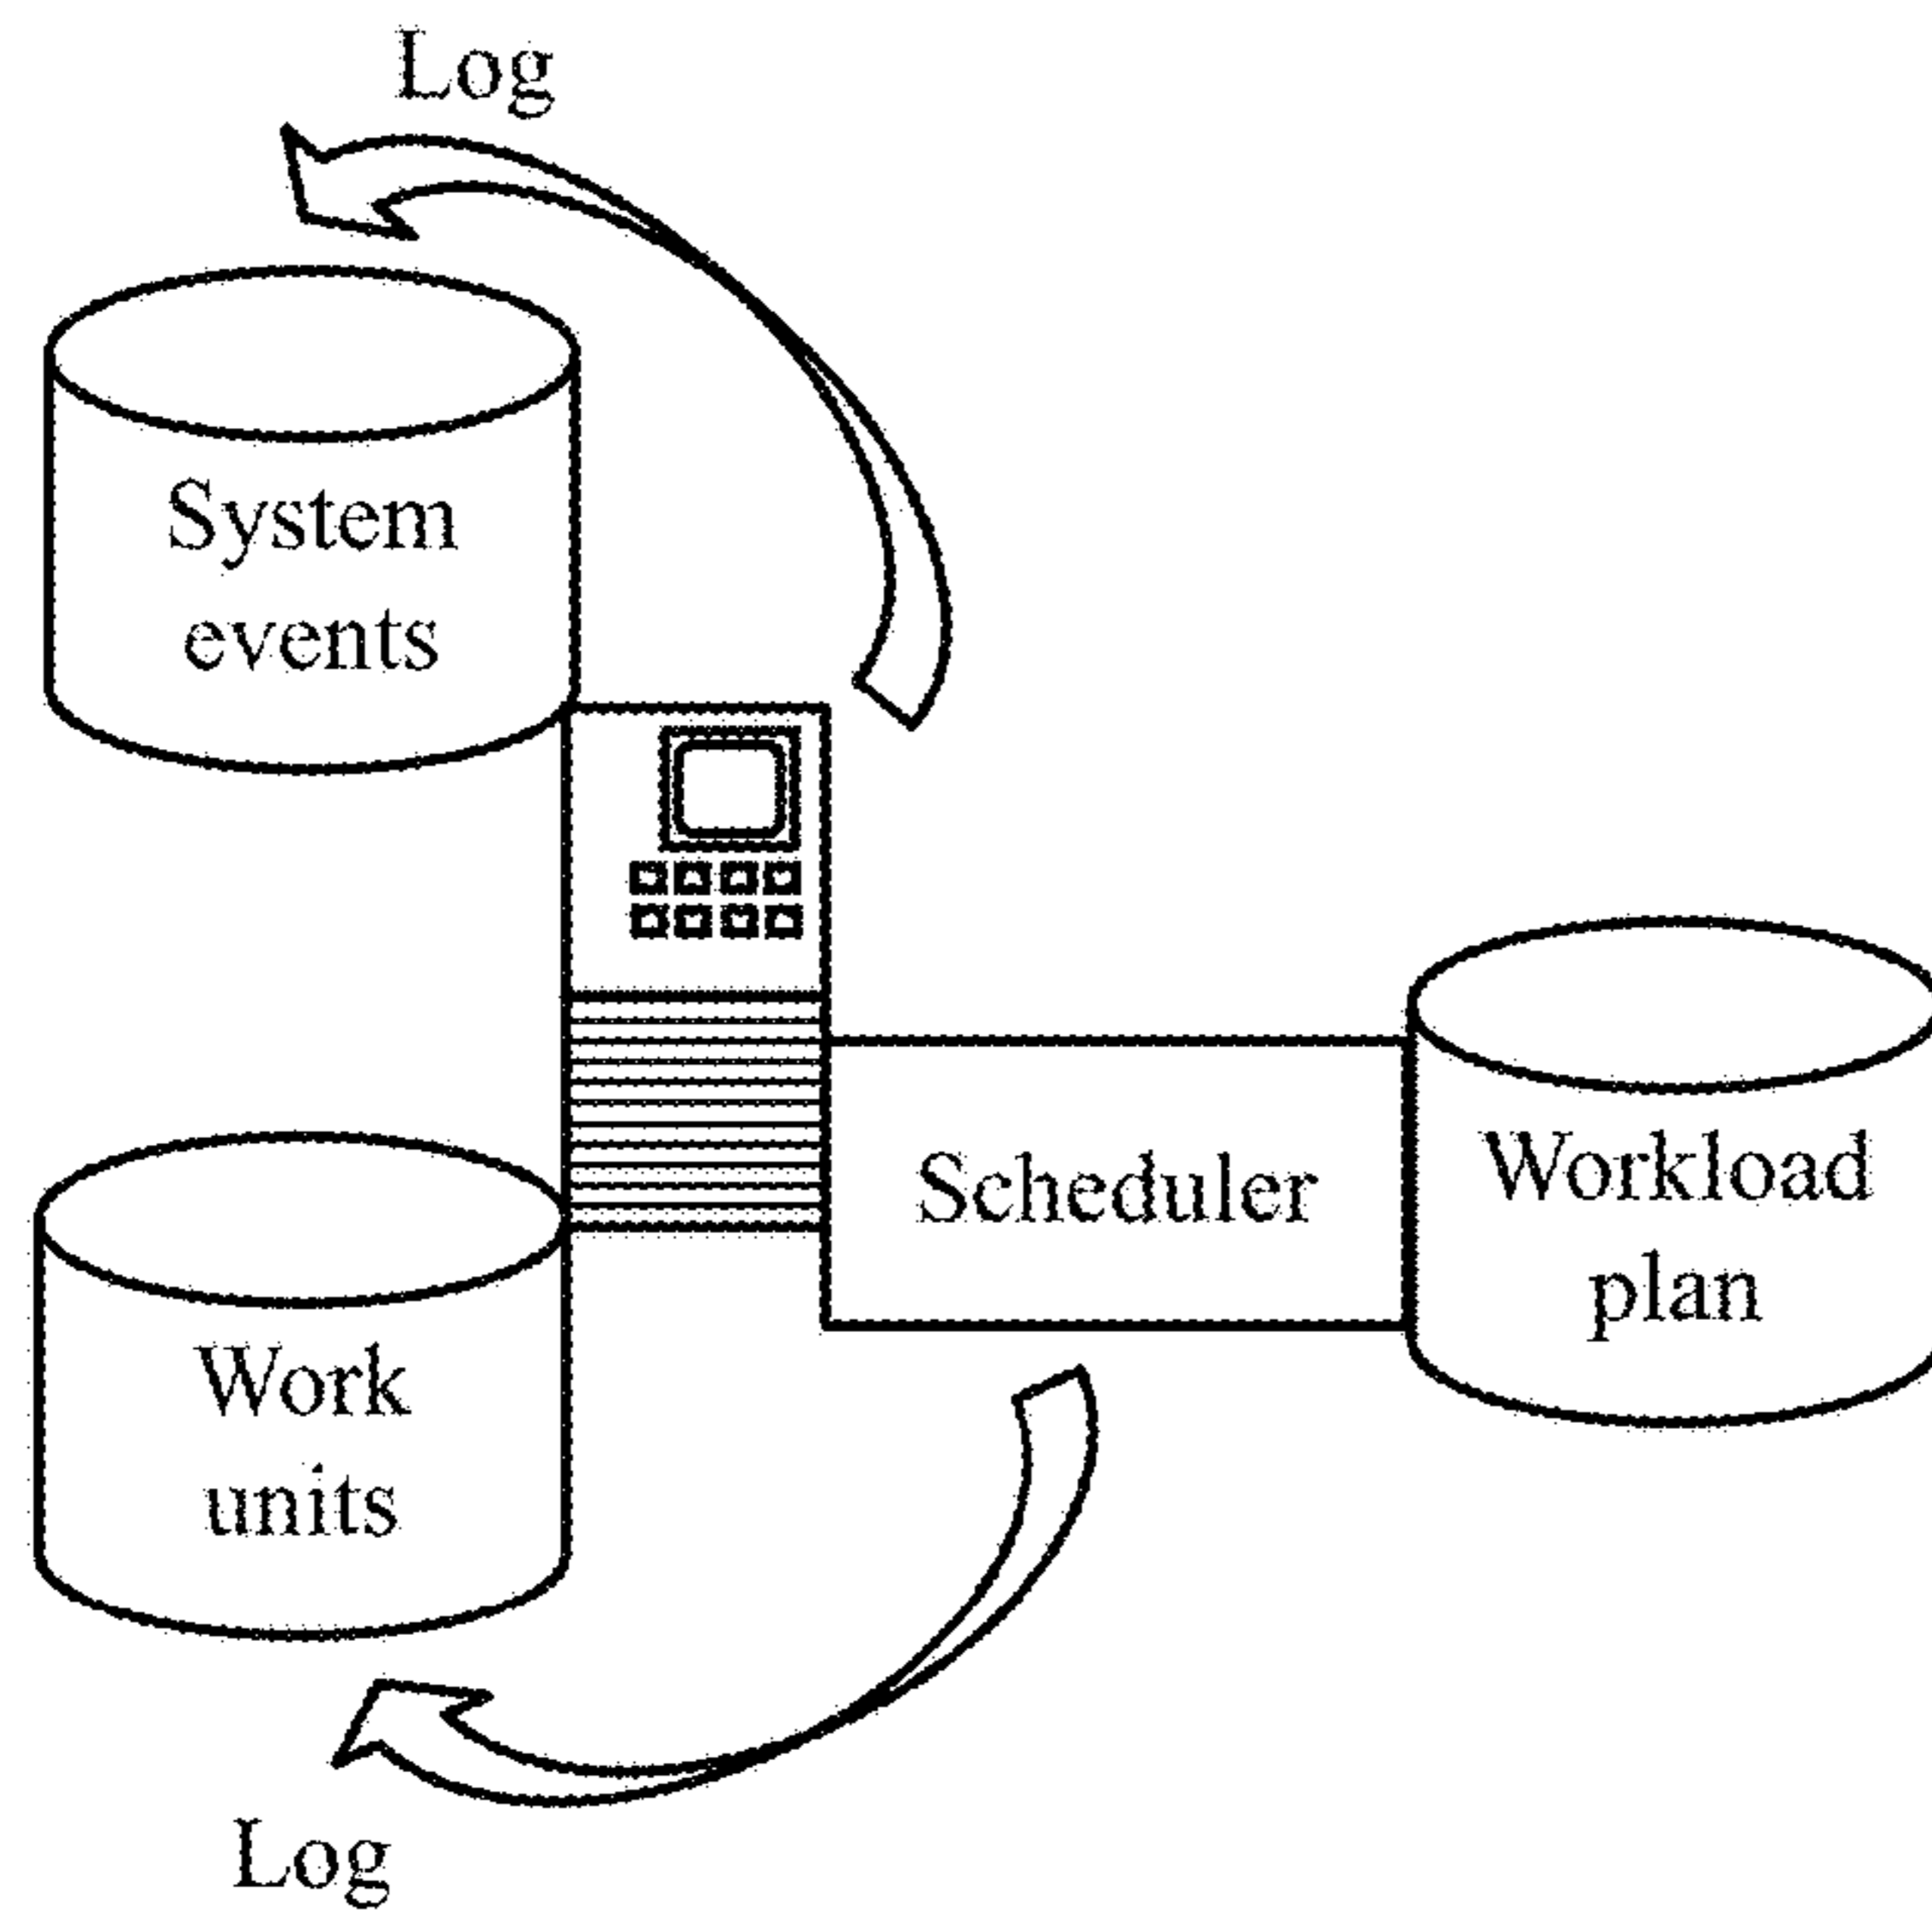 Log
System
events
Scheduler
Workload
plan
Work
units
Log